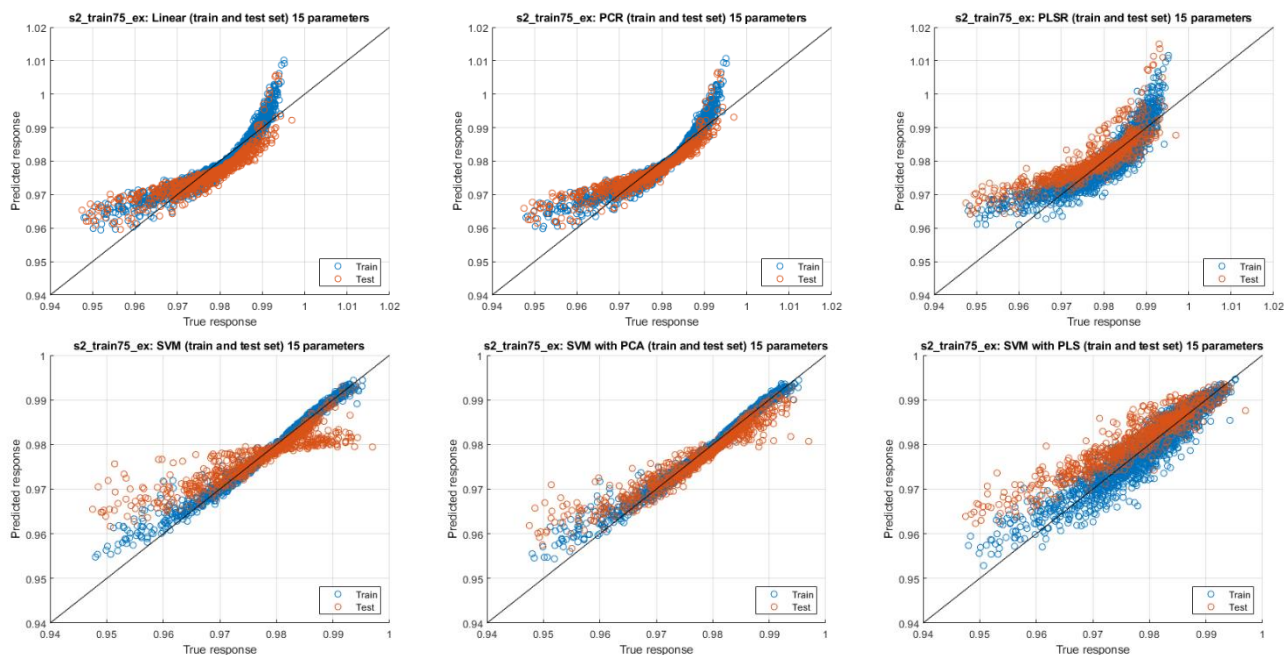 s2_train75_ex: Linear (train and test set) 15 parameters
1.02
1.01
1
0.99
0.98
0.97
0.96
0.95
0.94
Predicted response
Train
Test
0.94 0.95 0.96 0.97 0.98 0.99 1 1.01 1.02
True response
s2_train75_ex: PCR (train and test set) 15 parameters
1.02
1.01
1
0.99
0.98
0.97
0.96
0.95
0.94
Predicted response
Train
Test
0.94 0.95 0.96 0.97 0.98 0.99 1 1.01 1.02
True response
s2_train75_ex: PLSR (train and test set) 15 parameters
1.02
1.01
1
0.99
0.98
0.97
0.96
0.95
0.94
Predicted response
Train
Test
0.94 0.95 0.96 0.97 0.98 0.99 1 1.01 1.02
True response
s2_train75_ex: SVM (train and test set) 15 parameters
1
0.99
0.98
0.97
0.96
0.95
0.94
Predicted response
Train
Test
0.94 0.95 0.96 0.97 0.98 0.99 1
True response
s2_train75_ex: SVM with PCA (train and test set) 15 parameters
1
0.99
0.98
0.97
0.96
0.95
0.94
Predicted response
Train
Test
0.94 0.95 0.96 0.97 0.98 0.99 1
True response
s2_train75_ex: SVM with PLS (train and test set) 15 parameters
1
0.99
0.98
0.97
0.96
0.95
0.94
Predicted response
Train
Test
0.94 0.95 0.96 0.97 0.98 0.99 1
True response